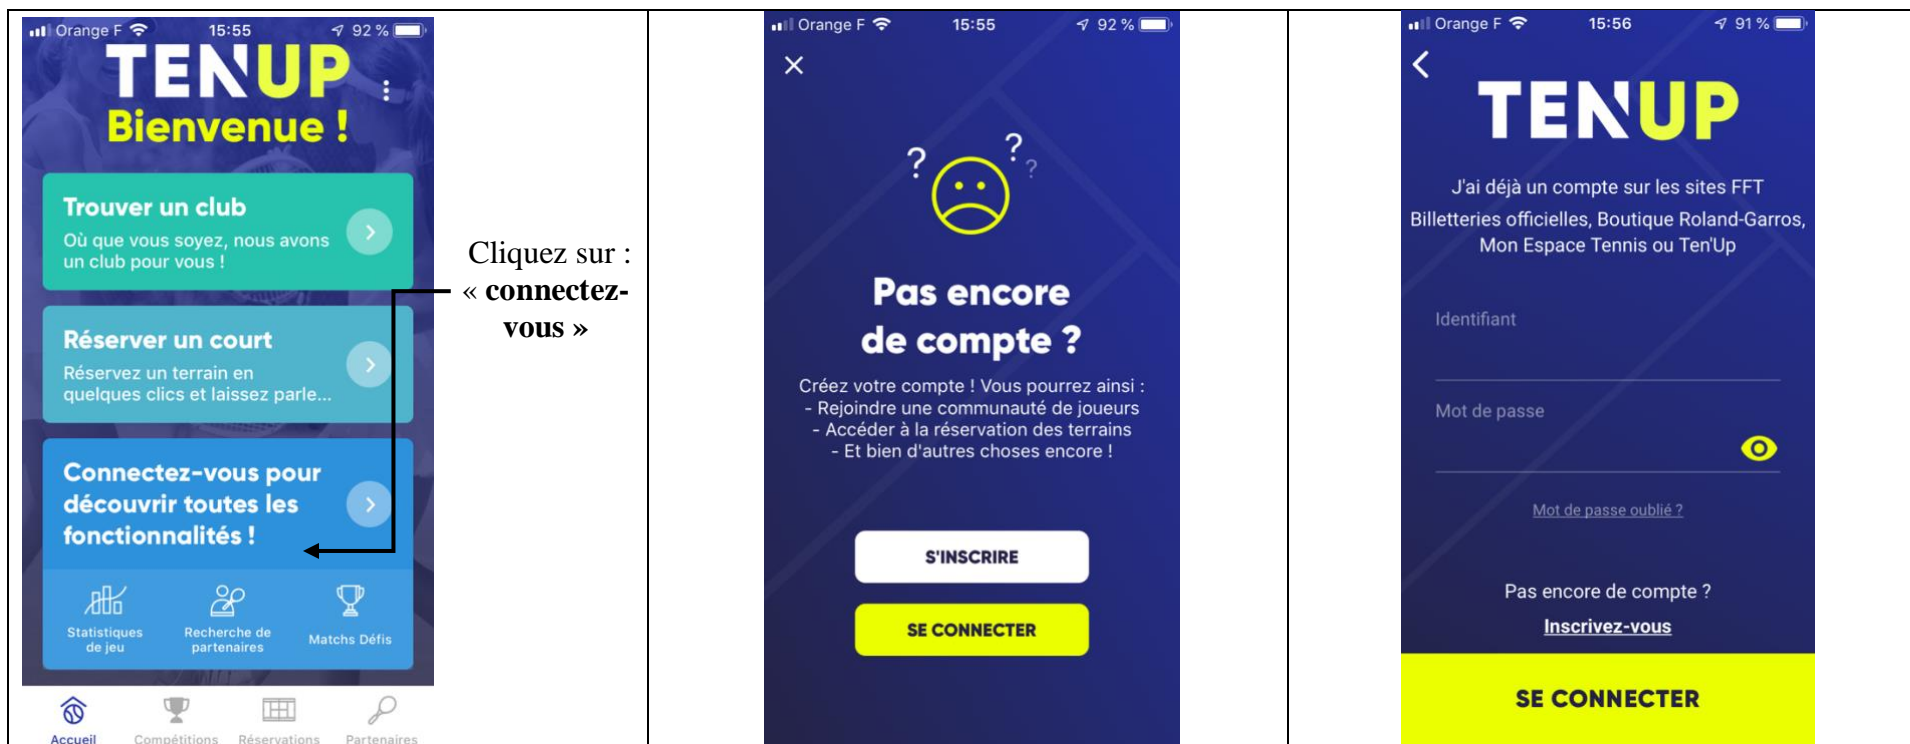 Orange F 15:55 92 %
TENUP
Bienvenue !
Trouver un club
Où que vous soyez, nous avons
un club pour vous !
Réserver un court
Réservez un terrain en
quelques clics et laissez parle...
Connectez-vous pour
découvrir toutes les
fonctionnalités !
Statistiques
de jeu
Recherche de
partenaires
Matchs Défis
Accueil Compétitions Réservations Partenaires
Cliquez sur :
« connectez-
vous »
Orange F 15:55 92 %
? ? ?
Pas encore
de compte ?
Créez votre compte ! Vous pourrez ainsi :
- Rejoindre une communauté de joueurs
- Accéder à la réservation des terrains
- Et bien d'autres choses encore !
S'INSCRIRE
SE CONNECTER
Orange F 15:56 91 %
TENUP
J'ai déjà un compte sur les sites FFT
Billetteries officielles, Boutique Roland-Garros,
Mon Espace Tennis ou Ten'Up
Identifiant
Mot de passe
Mot de passe oublié ?
Pas encore de compte ?
Inscrivez-vous
SE CONNECTER